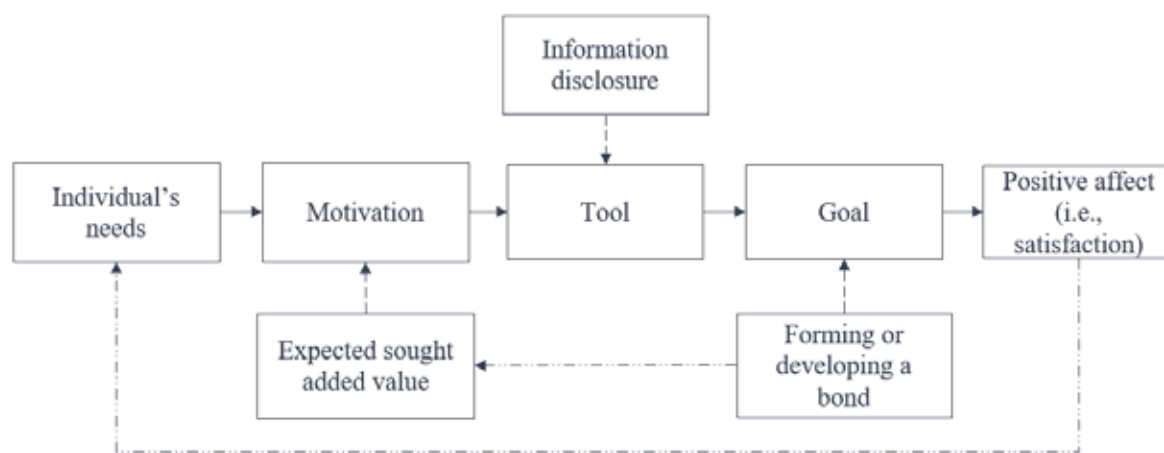 Information
disclosure
Individual's
needs
Motivation
Tool
Goal
Positive affect
(i.e.,
satisfaction)
Expected sought
added value
Forming or
developing a
bond